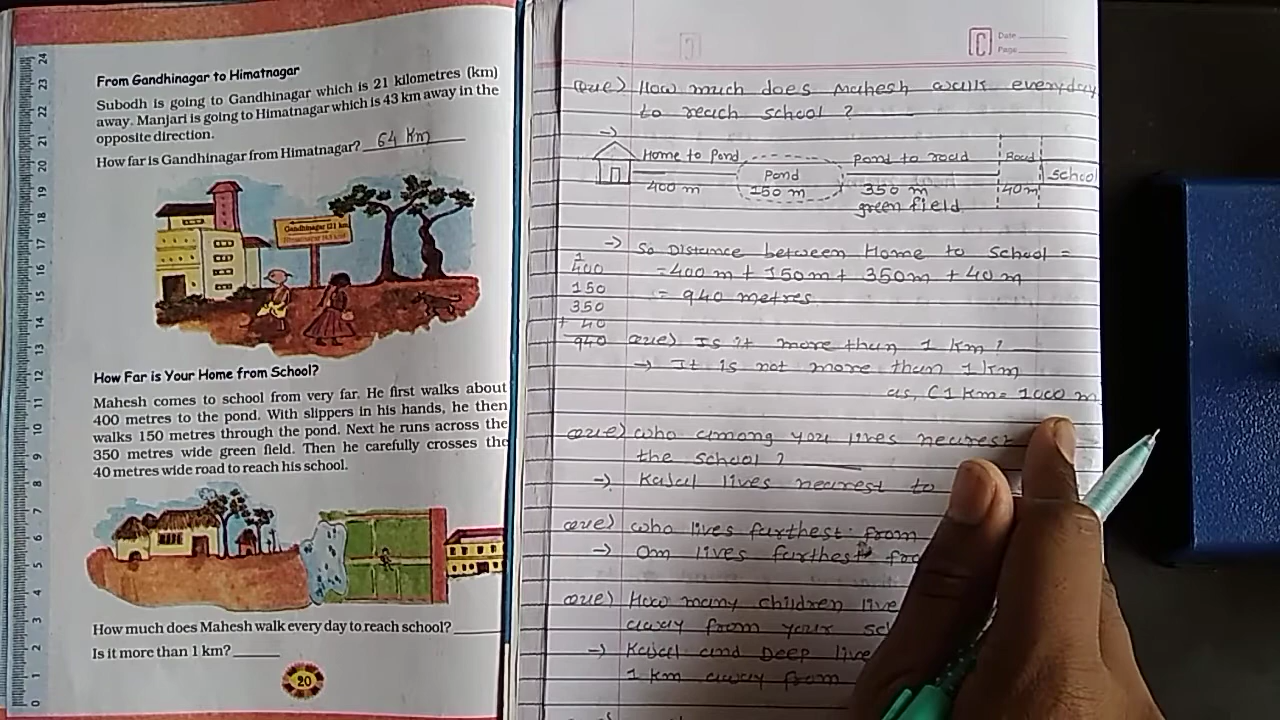 From Gandhinagar to Himatnagar
Subodh is going to Gandhinagar which is 21 kilometres (km)
away. Manjari is going to Himatnagar which is 43 km away in the
opposite direction.
How far is Gandhinagar from Himatnagar? 64 Km
Gandhinagar (21 km)
How Far is Your Home from School?
Mahesh comes to school from very far. He first walks about
400 metres to the pond. With slippers in his hands, he then
walks 150 metres through the pond. Next he runs across the
350 metres wide green field. Then he carefully crosses the
40 metres wide road to reach his school.
How much does Mahesh walk every day to reach school?
Is it more than 1 km?
20
24
23
22
21
20
19
18
17
16
15
14
13
12
11
10
9
8
7
6
5
4
3
2
1
0
Date
Page
Que) How much does Mahesh walk everyday
to reach school ?
→
Home to Pond Pond Pond to road Road School
400 m 150 m 350 m 40m
green field
→ So Distance between Home to School =
= 400 m + 150m + 350m + 40 m
= 940 metres.
1
400
150
350
+ 40
940
Que) Is it more than 1 Km ?
→ It is not more than 1 km
as, (1 Km = 1000 m
Que) who among you lives nearest
the school ?
→ Kajal lives nearest to
Que) who lives furthest from
→ Om lives furthest
Que) How many children live
away from your
→ Kajal and Deep live
1 Km away from